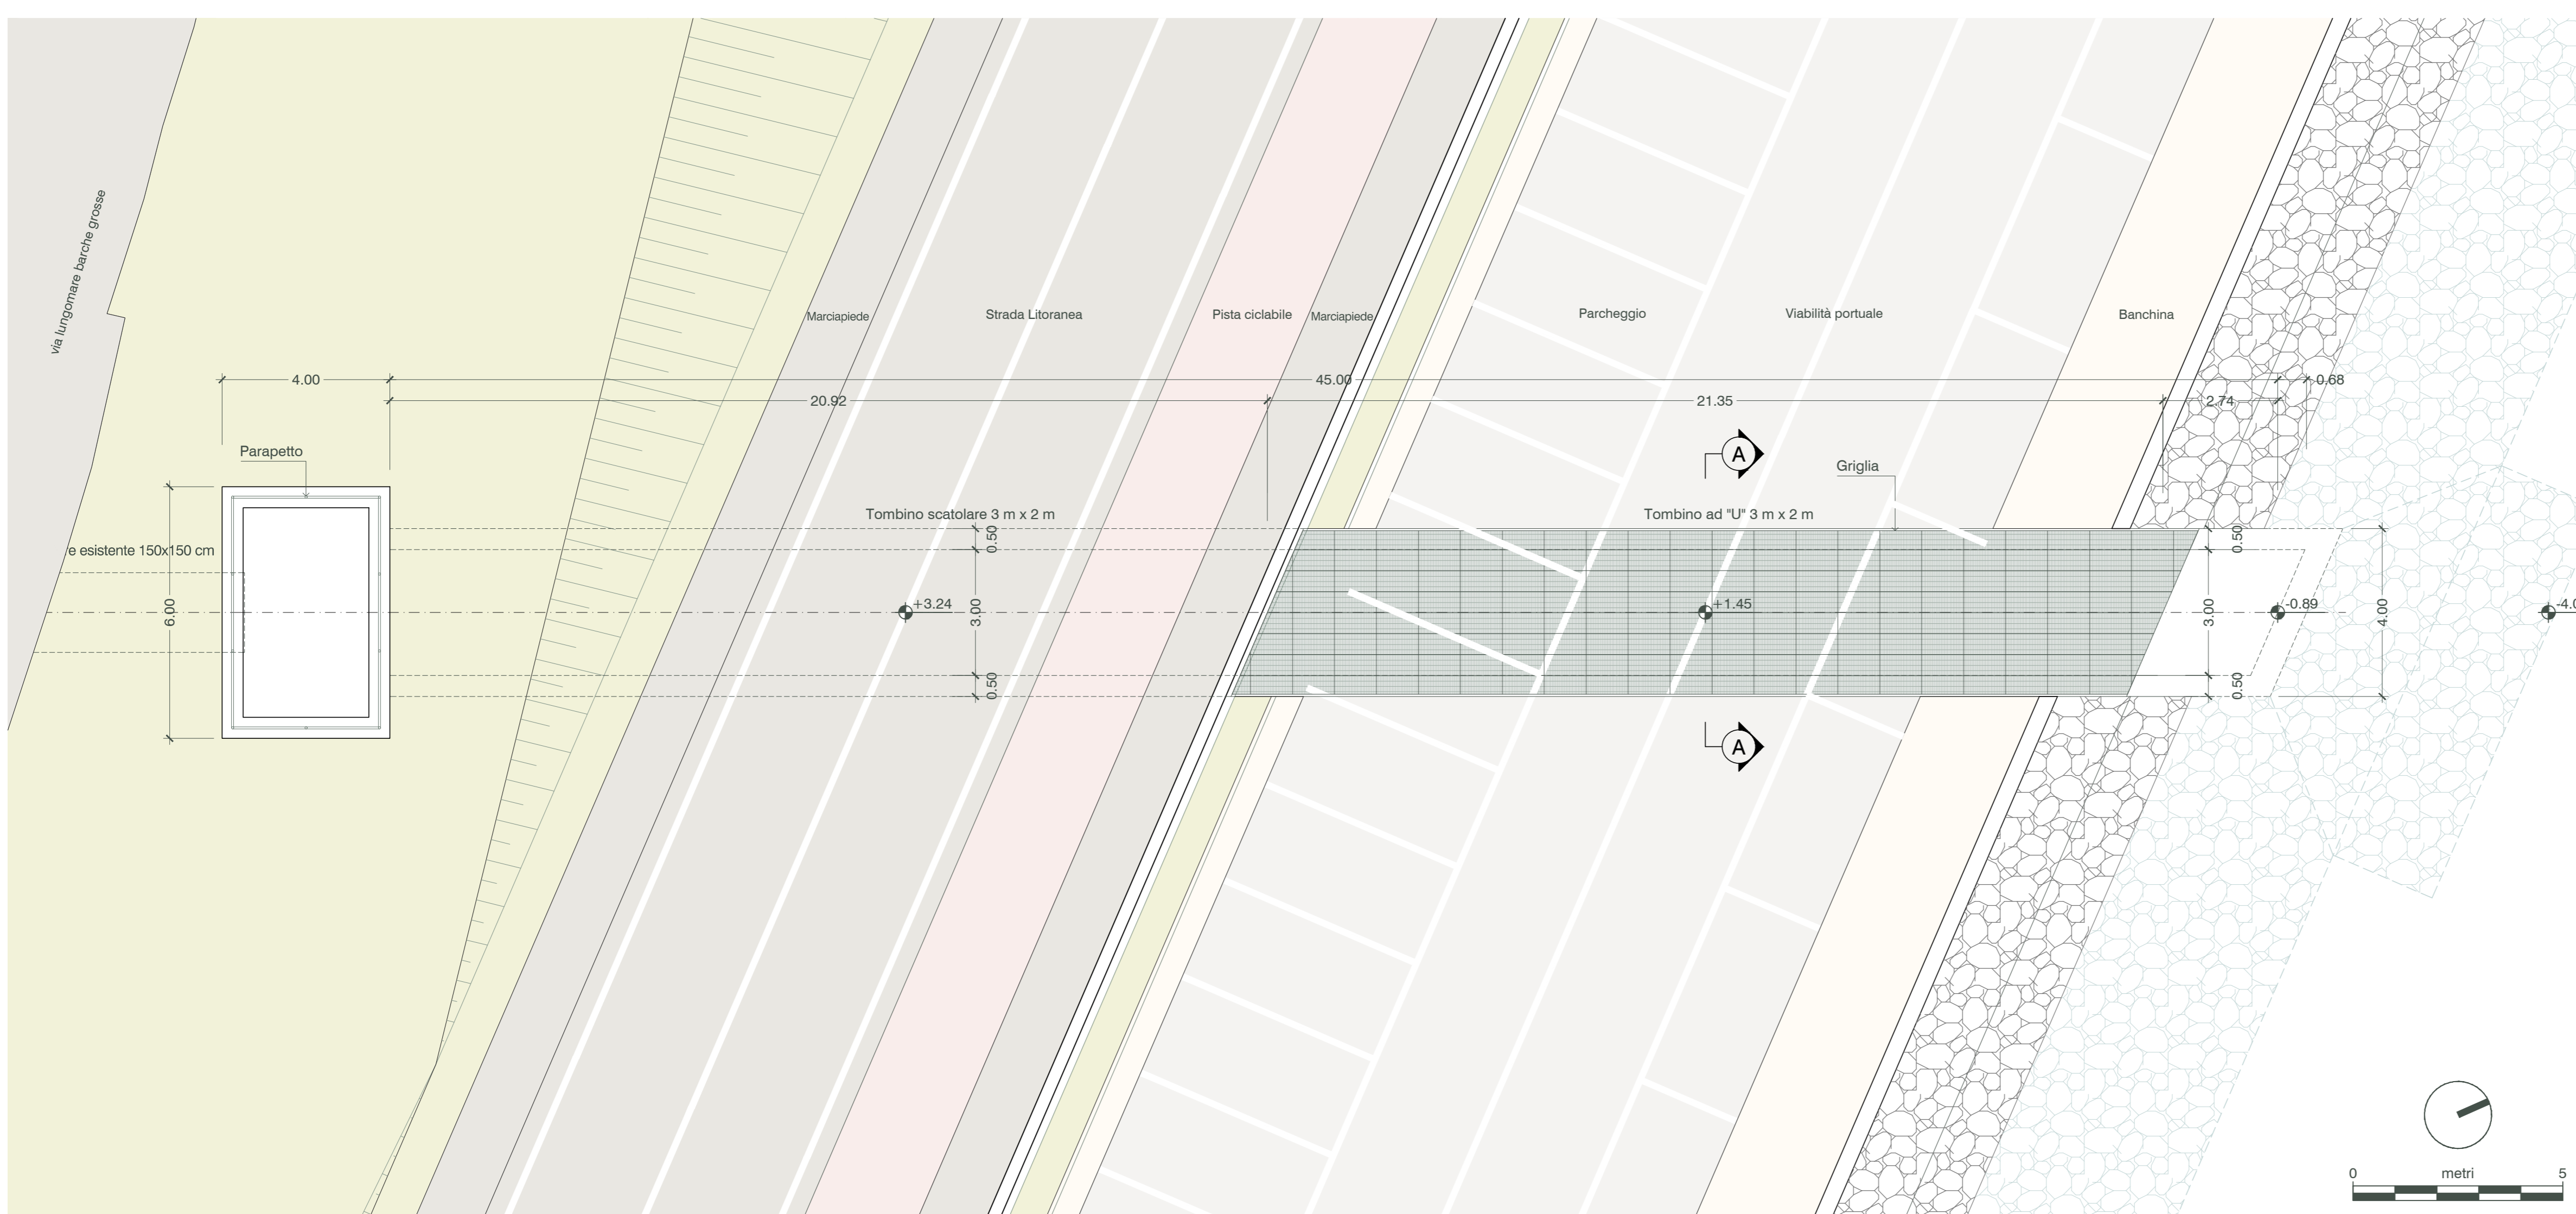 via lungomare barche grosse
Marciapiede
Strada Litoranea
Pista ciclabile
Marciapiede
Parcheggio
Viabilità portuale
Banchina
4.00
45.00
0.68
20.92
21.35
2.74
Parapetto
A
Griglia
Tombino scatolare 3 m x 2 m
Tombino ad "U" 3 m x 2 m
0.50
0.50
e esistente 150x150 cm
6.00
+3.24
3.00
+1.45
3.00
-0.89
4.00
0.50
0.50
A
0
metri
5